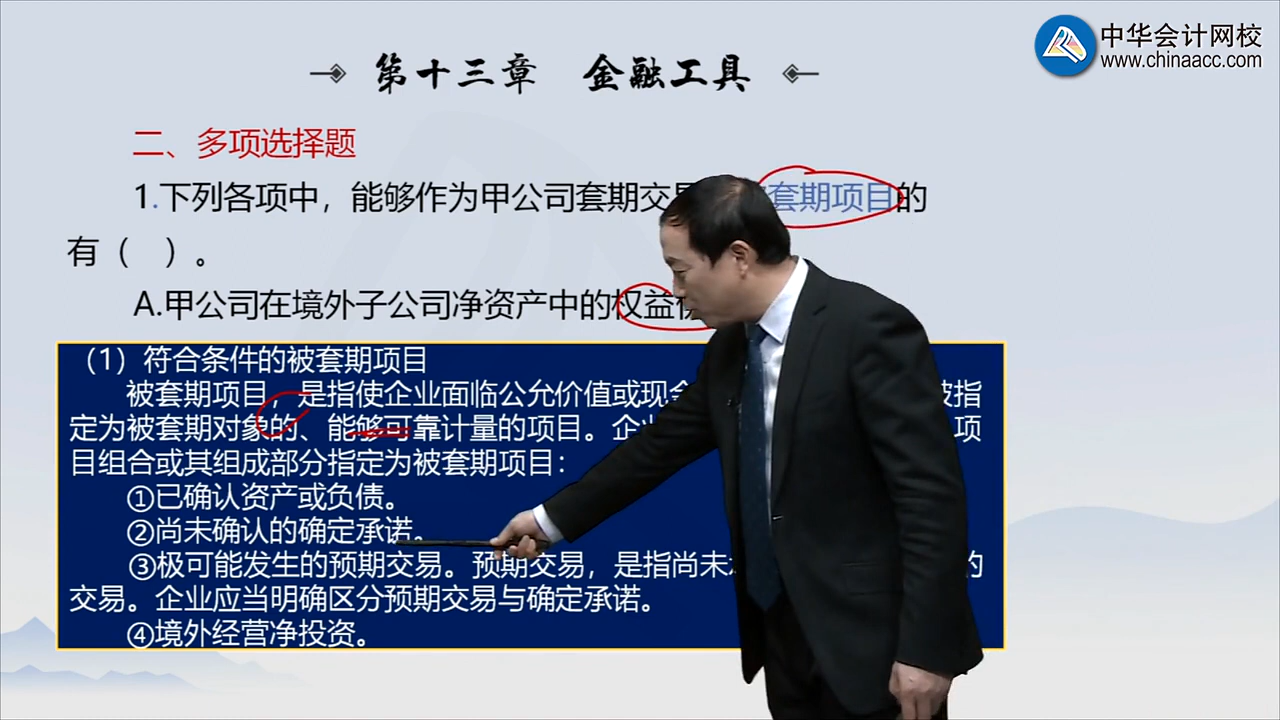 中华会计网校
www.chinaacc.com
第十三章 金融工具
二、多项选择题
1.下列各项中，能够作为甲公司套期交 套期项目的
有（ ）。
A.甲公司在境外子公司净资产中的权益
（1）符合条件的被套期项目
被套期项目，是指使企业面临公允价值或现金 被指
定为被套期对象的、能够可靠计量的项目。企 项
目组合或其组成部分指定为被套期项目：
①已确认资产或负债。
②尚未确认的确定承诺。
③极可能发生的预期交易。预期交易，是指尚未 的
交易。企业应当明确区分预期交易与确定承诺。
④境外经营净投资。